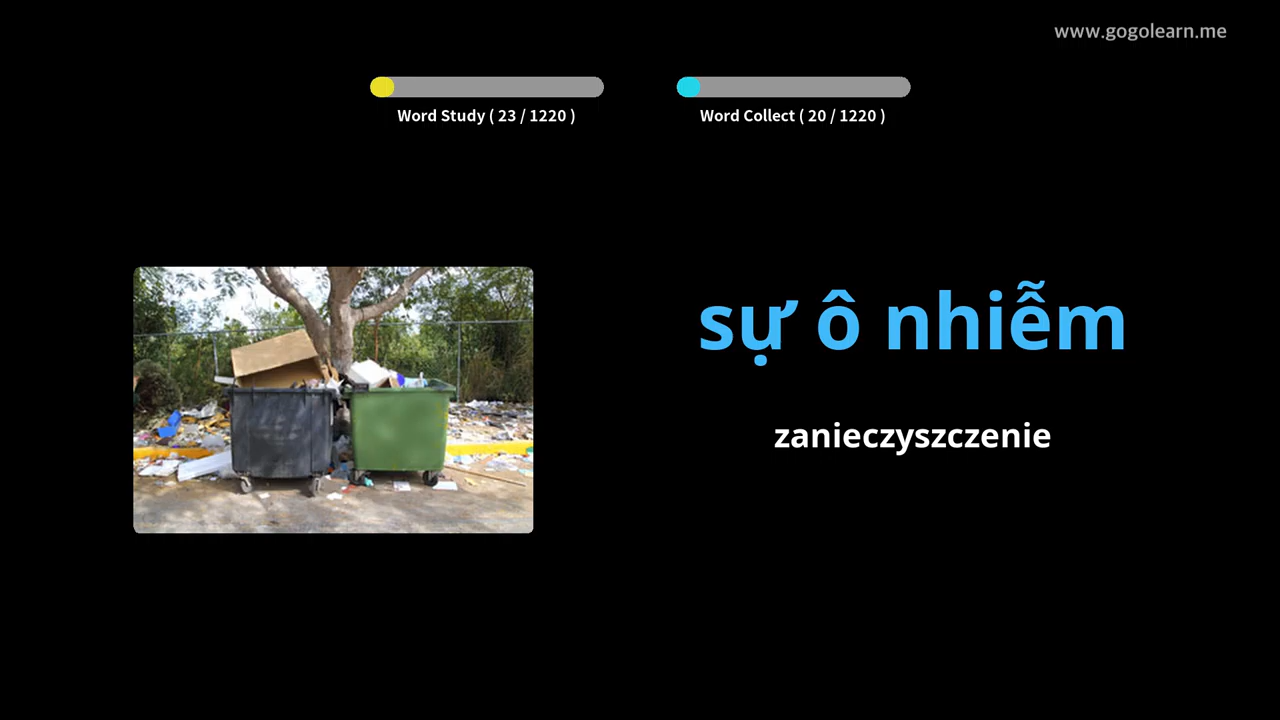 www.gogolearn.me
Word Study ( 23 / 1220 )
Word Collect ( 20 / 1220 )
sự ô nhiễm
zanieczyszczenie